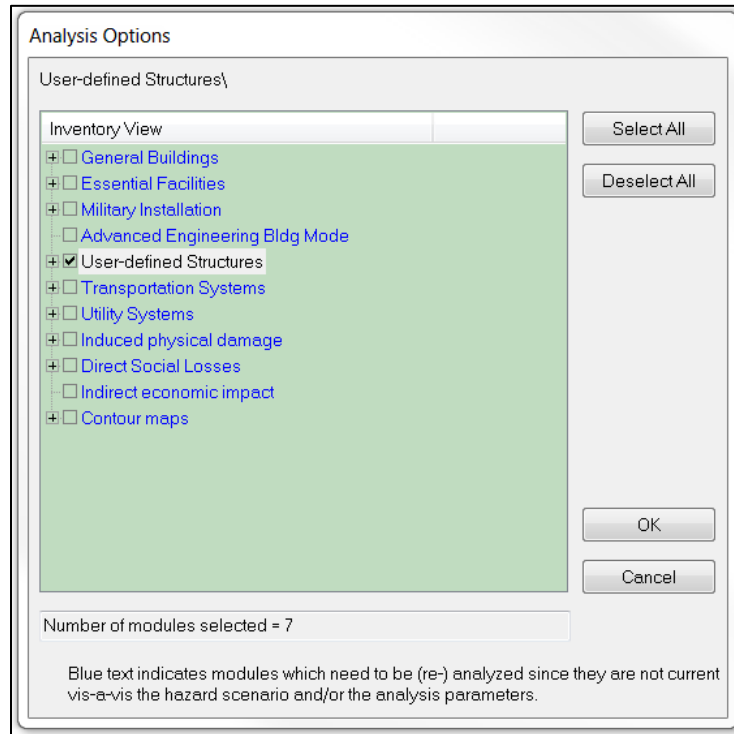 Analysis Options
User-defined Structures\
Inventory View
Select All
General Buildings
Essential Facilities
Deselect All
Military Installation
Advanced Engineering Bldg Mode
User-defined Structures
Transportation Systems
Utility Systems
Induced physical damage
Direct Social Losses
Indirect economic impact
Contour maps
OK
Cancel
Number of modules selected = 7
Blue text indicates modules which need to be (re-) analyzed since they are not current
vis-a-vis the hazard scenario and/or the analysis parameters.